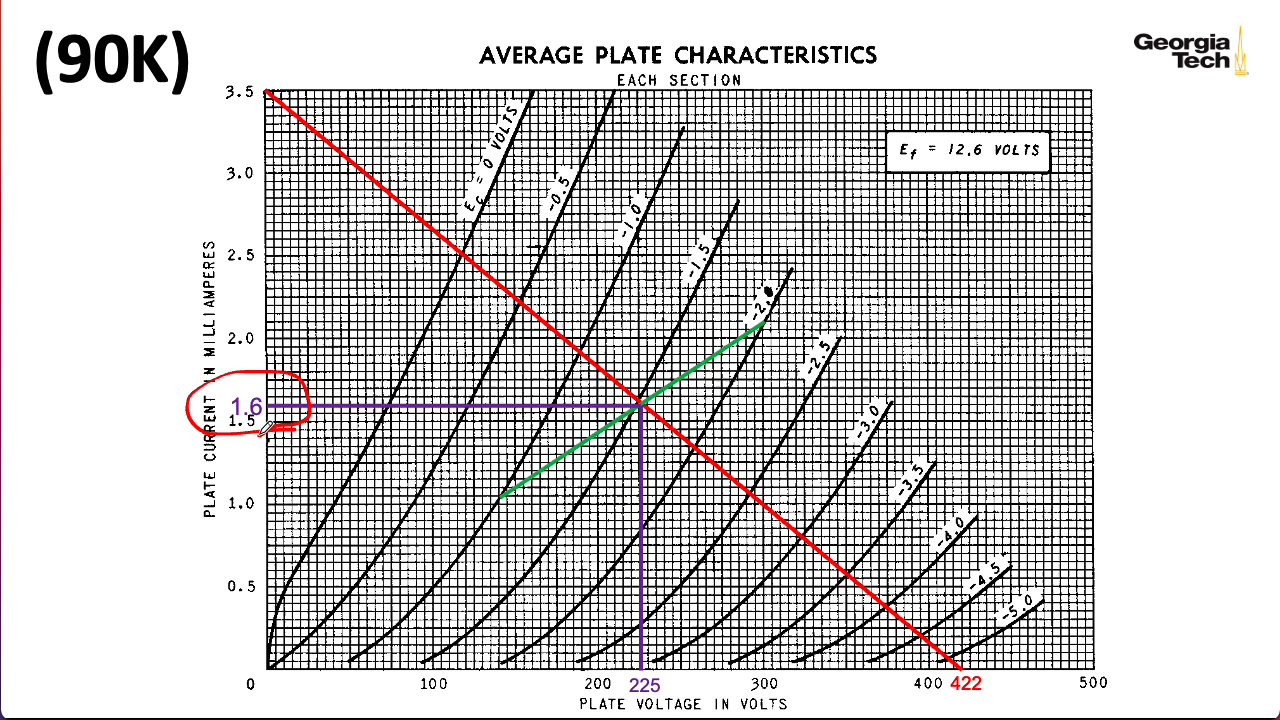 (90K)
Georgia
Tech
AVERAGE PLATE CHARACTERISTICS
EACH SECTION
E_f = 12.6 VOLTS
PLATE CURRENT IN MILLIAMPERES
3.5
3.0
2.5
2.0
1.6
1.5
1.0
0.5
E_c = 0 VOLTS
-0.5
-1.0
-1.5
-2.0
-2.5
-3.0
-3.5
-4.0
-4.5
-5.0
0 100 200 225 300 400 422 500
PLATE VOLTAGE IN VOLTS